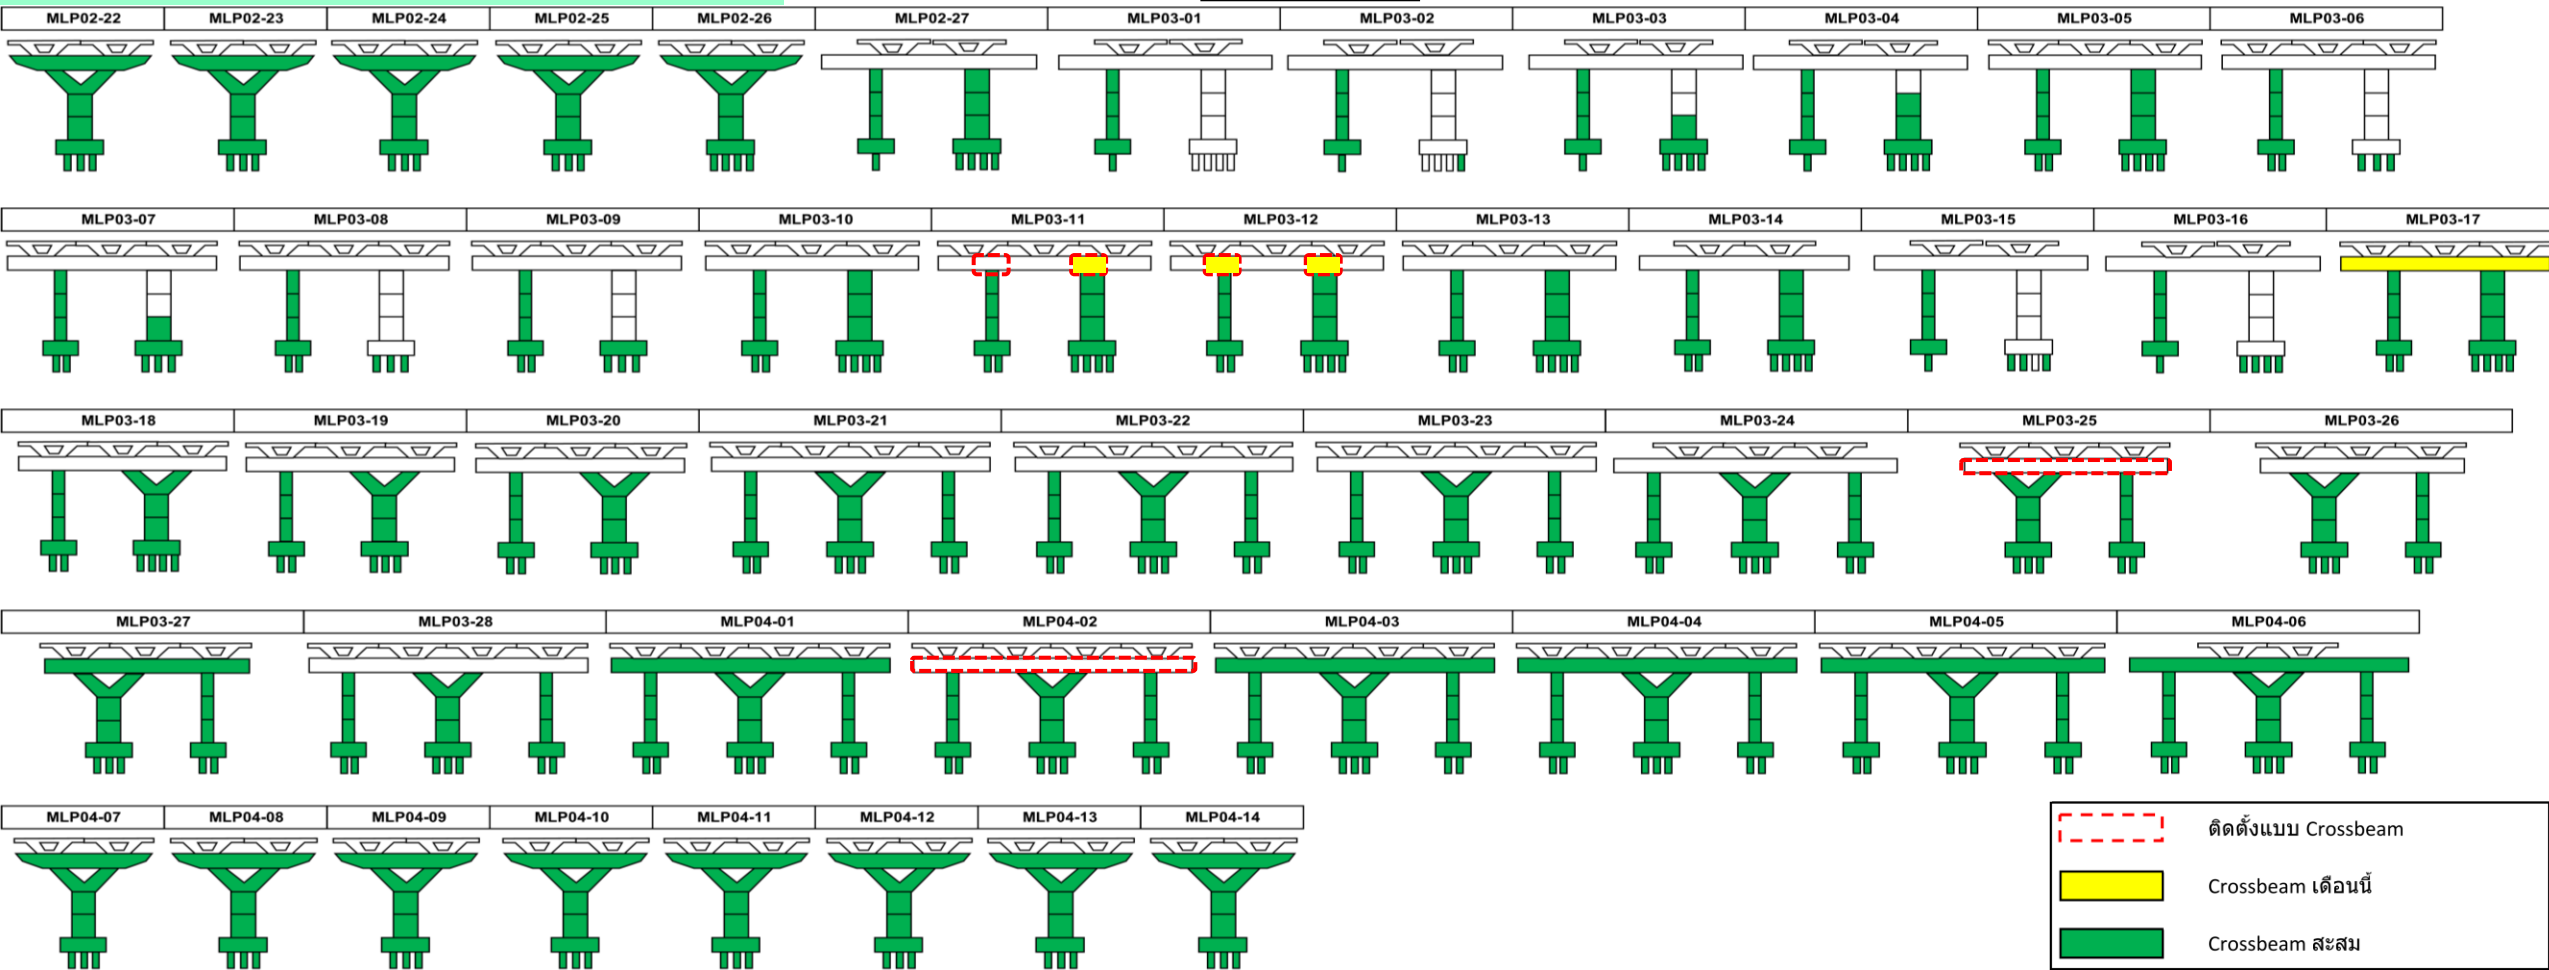 MLP02-22 MLP02-23 MLP02-24 MLP02-25 MLP02-26 MLP02-27 MLP03-01 MLP03-02 MLP03-03 MLP03-04 MLP03-05 MLP03-06
MLP03-07 MLP03-08 MLP03-09 MLP03-10 MLP03-11 MLP03-12 MLP03-13 MLP03-14 MLP03-15 MLP03-16 MLP03-17
MLP03-18 MLP03-19 MLP03-20 MLP03-21 MLP03-22 MLP03-23 MLP03-24 MLP03-25 MLP03-26
MLP03-27 MLP03-28 MLP04-01 MLP04-02 MLP04-03 MLP04-04 MLP04-05 MLP04-06
MLP04-07 MLP04-08 MLP04-09 MLP04-10 MLP04-11 MLP04-12 MLP04-13 MLP04-14
ติดตั้งแบบ Crossbeam
Crossbeam เดือนนี้
Crossbeam สะสม